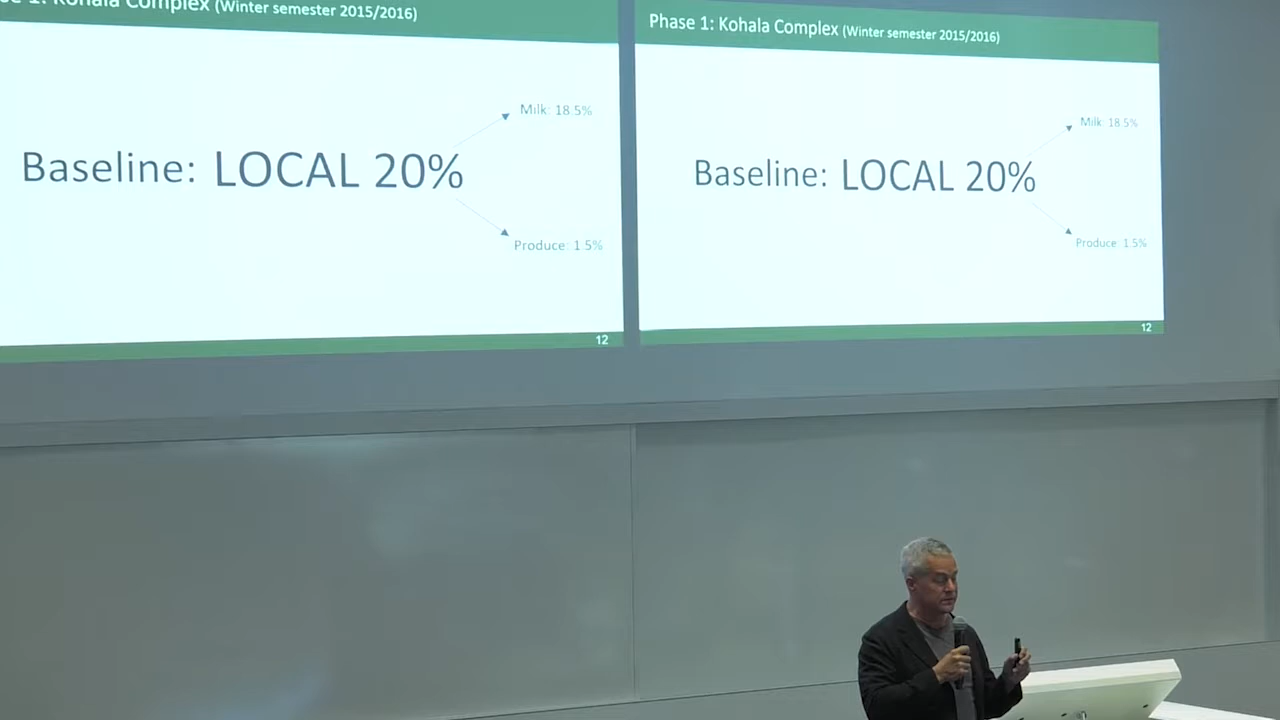 Kohala Complex (Winter semester 2015/2016)
Milk: 18.5%
Baseline: LOCAL 20%
Produce: 1.5%
12
Phase 1: Kohala Complex (Winter semester 2015/2016)
Milk: 18.5%
Baseline: LOCAL 20%
Produce: 1.5%
12